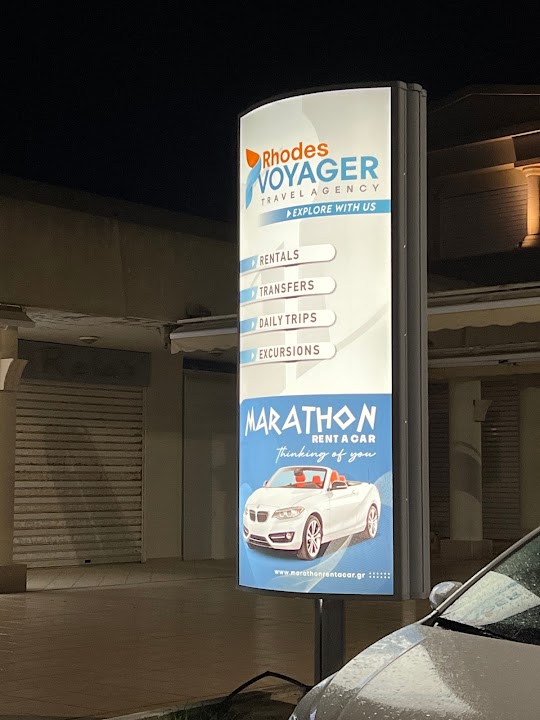 Rhodes
VOYAGER
TRAVEL AGENCY
EXPLORE WITH US
RENTALS
TRANSFERS
DAILY TRIPS
EXCURSIONS
MARATHON
RENT A CAR
Thinking of you
www.marathonrentacar.gr